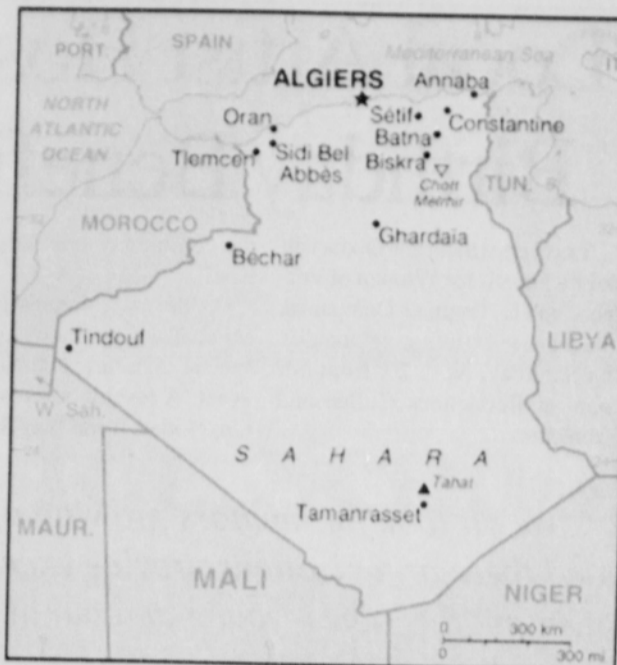 SPAIN
PORT.
Mediterranean Sea
ALGIERS
Annaba
NORTH
ATLANTIC
OCEAN
Oran
Sétif
Constantine
Batna
Tlemcen
Sidi Bel
Abbès
Biskra
Chott
Melrhir
TUN.
MOROCCO
Ghardaia
Béchar
Tindouf
LIBYA
W. Sah.
SAHARA
Tahat
Tamanrasset
MAUR.
MALI
NIGER
0 300 km
0 300 mi